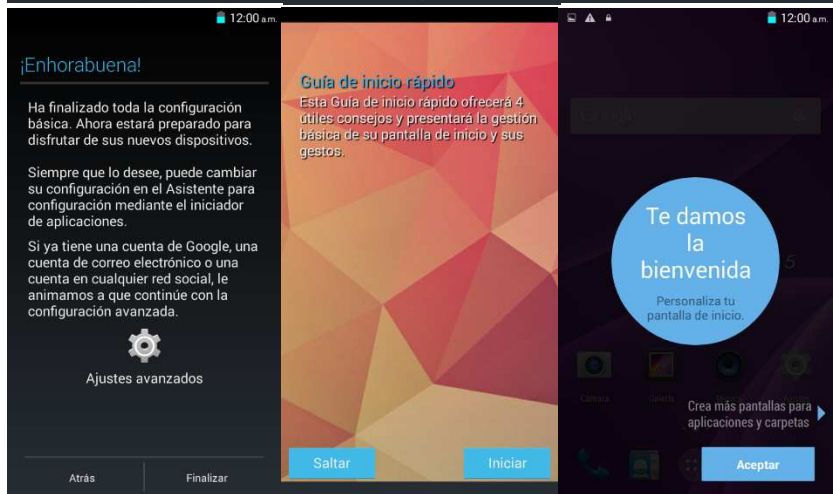 12:00 a.m.
¡Enhorabuena!
Ha finalizado toda la configuración
básica. Ahora estará preparado para
disfrutar de sus nuevos dispositivos.
Siempre que lo desee, puede cambiar
su configuración en el Asistente para
configuración mediante el iniciador
de aplicaciones.
Si ya tiene una cuenta de Google, una
cuenta de correo electrónico o una
cuenta en cualquier red social, le
animamos a que continúe con la
configuración avanzada.
Ajustes avanzados
Atrás
Finalizar
Guía de inicio rápido
Esta Guía de inicio rápido ofrecerá 4
útiles consejos y presentará la gestión
básica de su pantalla de inicio y sus
gestos.
Saltar
Iniciar
12:00 a.m.
Te damos
la
bienvenida
5
Personaliza tu
pantalla de inicio.
Cámara
Galería
Crea más pantallas para
aplicaciones y carpetas
Aceptar